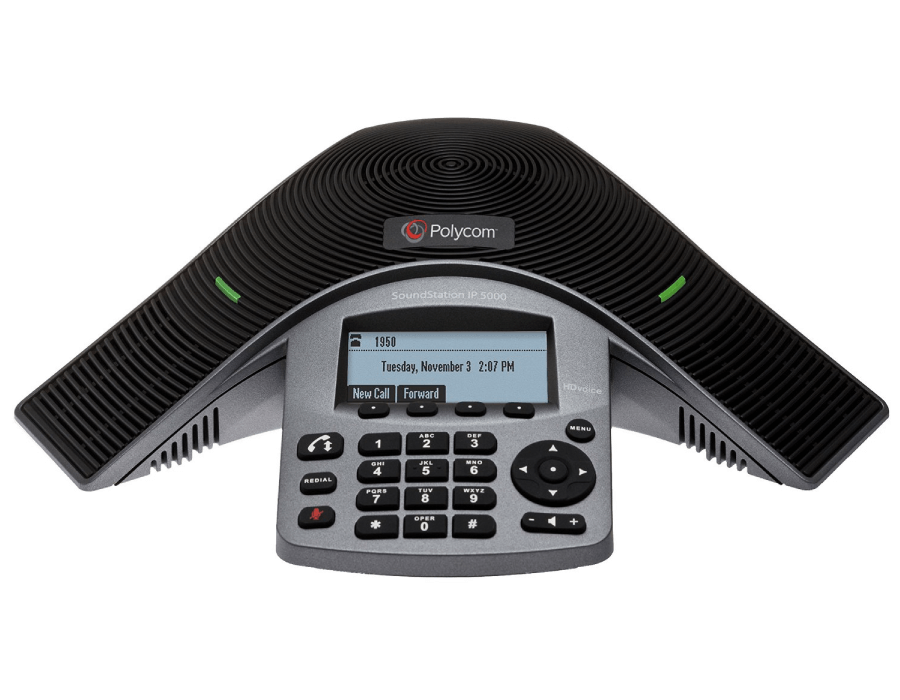 Polycom
SoundStation IP 5000
1950
Tuesday, November 3 2:07 PM
New Call Forward
HDvoice
MENU
1 ABC 2 DEF 3
GHI 4 JKL 5 MNO 6
REDIAL
PQRS 7 TUV 8 WXYZ 9
* OPER 0 #
- +